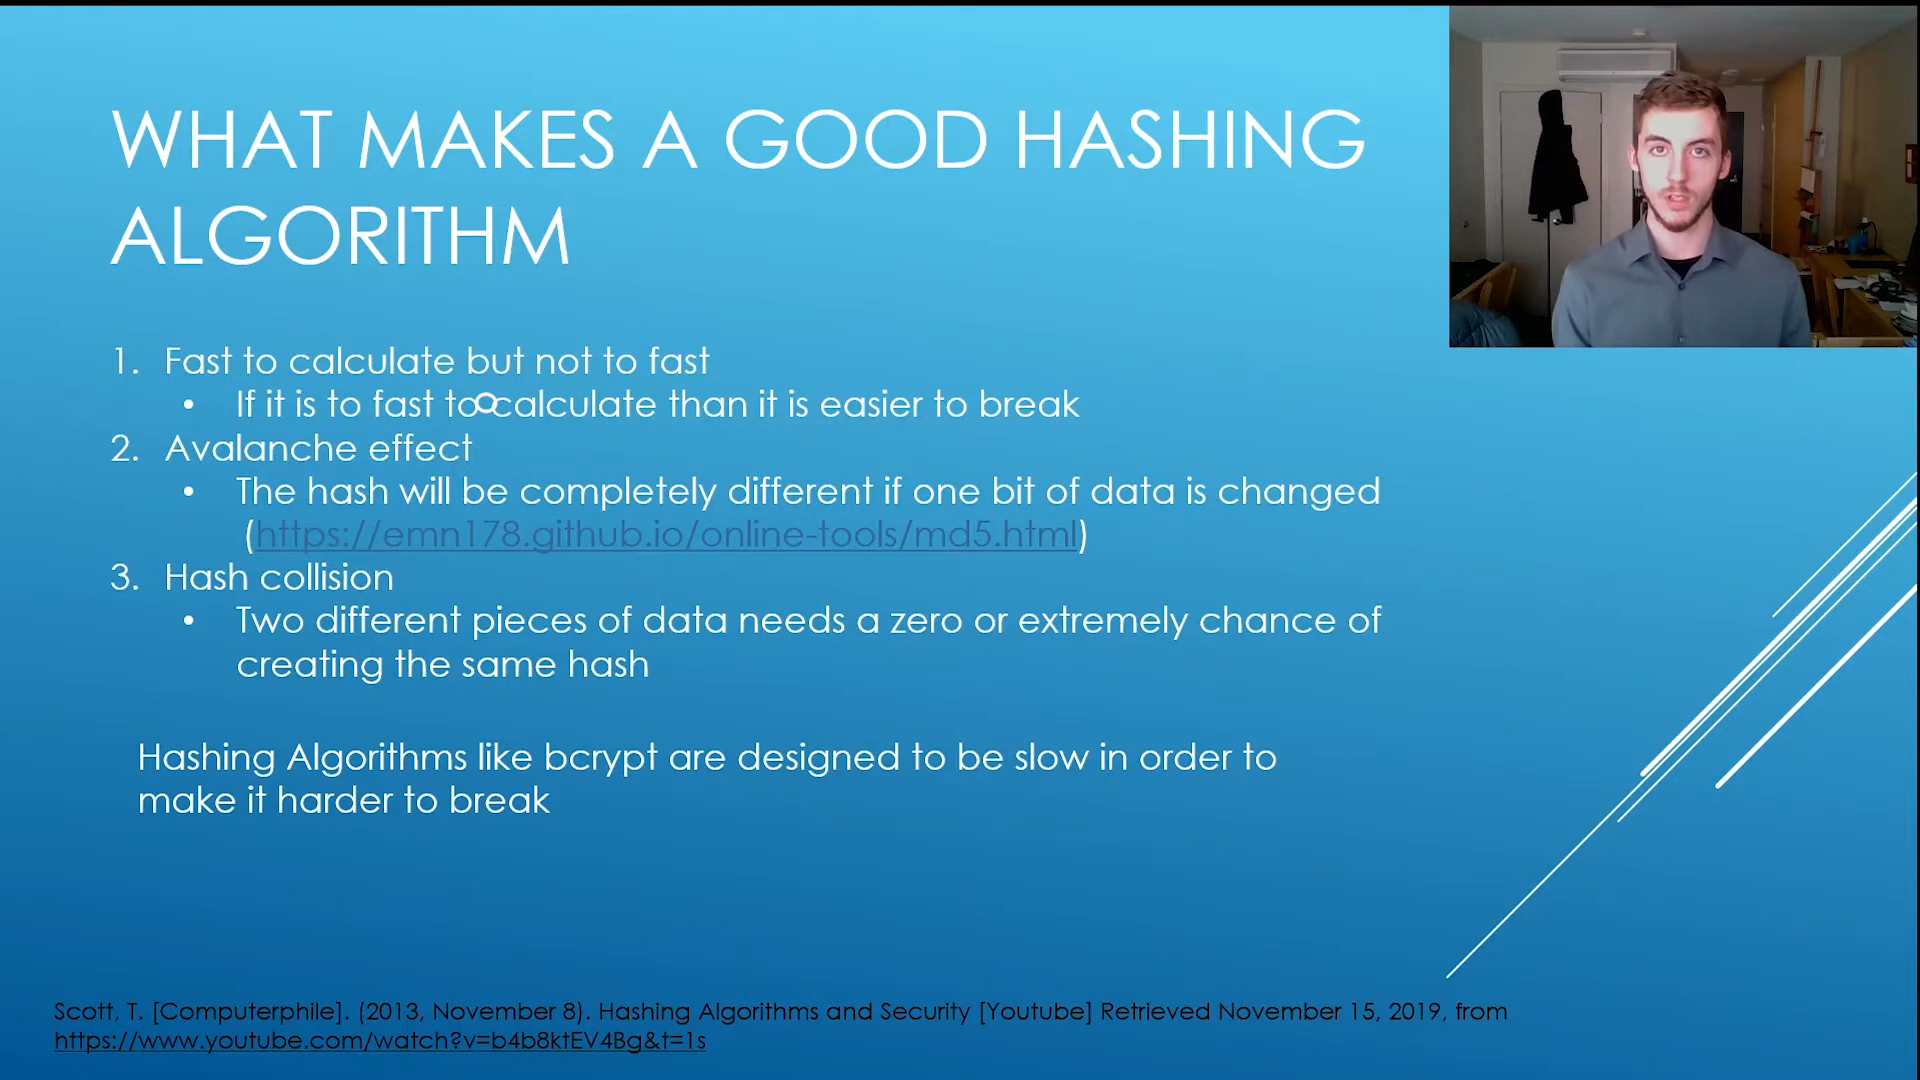 WHAT MAKES A GOOD HASHING
ALGORITHM
1. Fast to calculate but not to fast
• If it is to fast to calculate than it is easier to break
2. Avalanche effect
• The hash will be completely different if one bit of data is changed
(https://emn178.github.io/online-tools/md5.html)
3. Hash collision
• Two different pieces of data needs a zero or extremely chance of
creating the same hash
Hashing Algorithms like bcrypt are designed to be slow in order to
make it harder to break
Scott, T. [Computerphile]. (2013, November 8). Hashing Algorithms and Security [Youtube] Retrieved November 15, 2019, from
https://www.youtube.com/watch?v=b4b8ktEV4Bg&t=1s